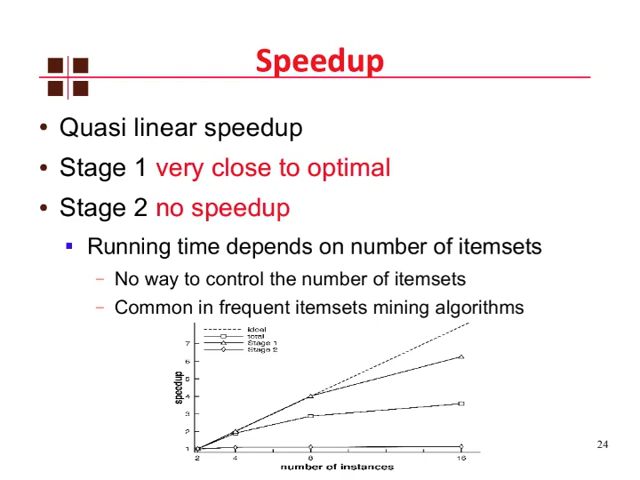 Speedup
• Quasi linear speedup
• Stage 1 very close to optimal
• Stage 2 no speedup
▪ Running time depends on number of itemsets
– No way to control the number of itemsets
– Common in frequent itemsets mining algorithms
ideal
total
Stage 1
Stage 2
7
6
5
4
3
2
1
speedup
2 4 8 16
number of instances
24